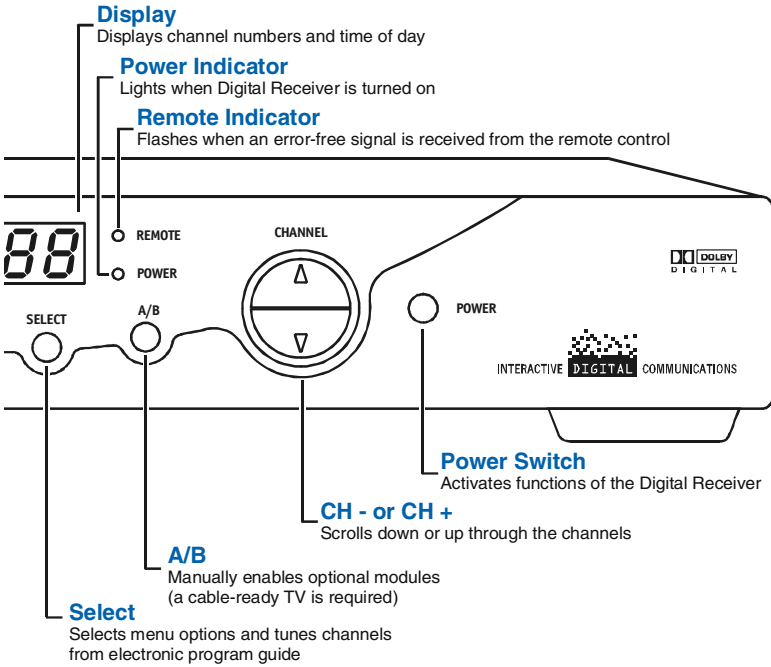 Display
Displays channel numbers and time of day
Power Indicator
Lights when Digital Receiver is turned on
Remote Indicator
Flashes when an error-free signal is received from the remote control
88
REMOTE
CHANNEL
POWER
DOLBY
DIGITAL
SELECT
A/B
POWER
INTERACTIVE DIGITAL COMMUNICATIONS
Power Switch
Activates functions of the Digital Receiver
CH - or CH +
Scrolls down or up through the channels
A/B
Manually enables optional modules
(a cable-ready TV is required)
Select
Selects menu options and tunes channels
from electronic program guide